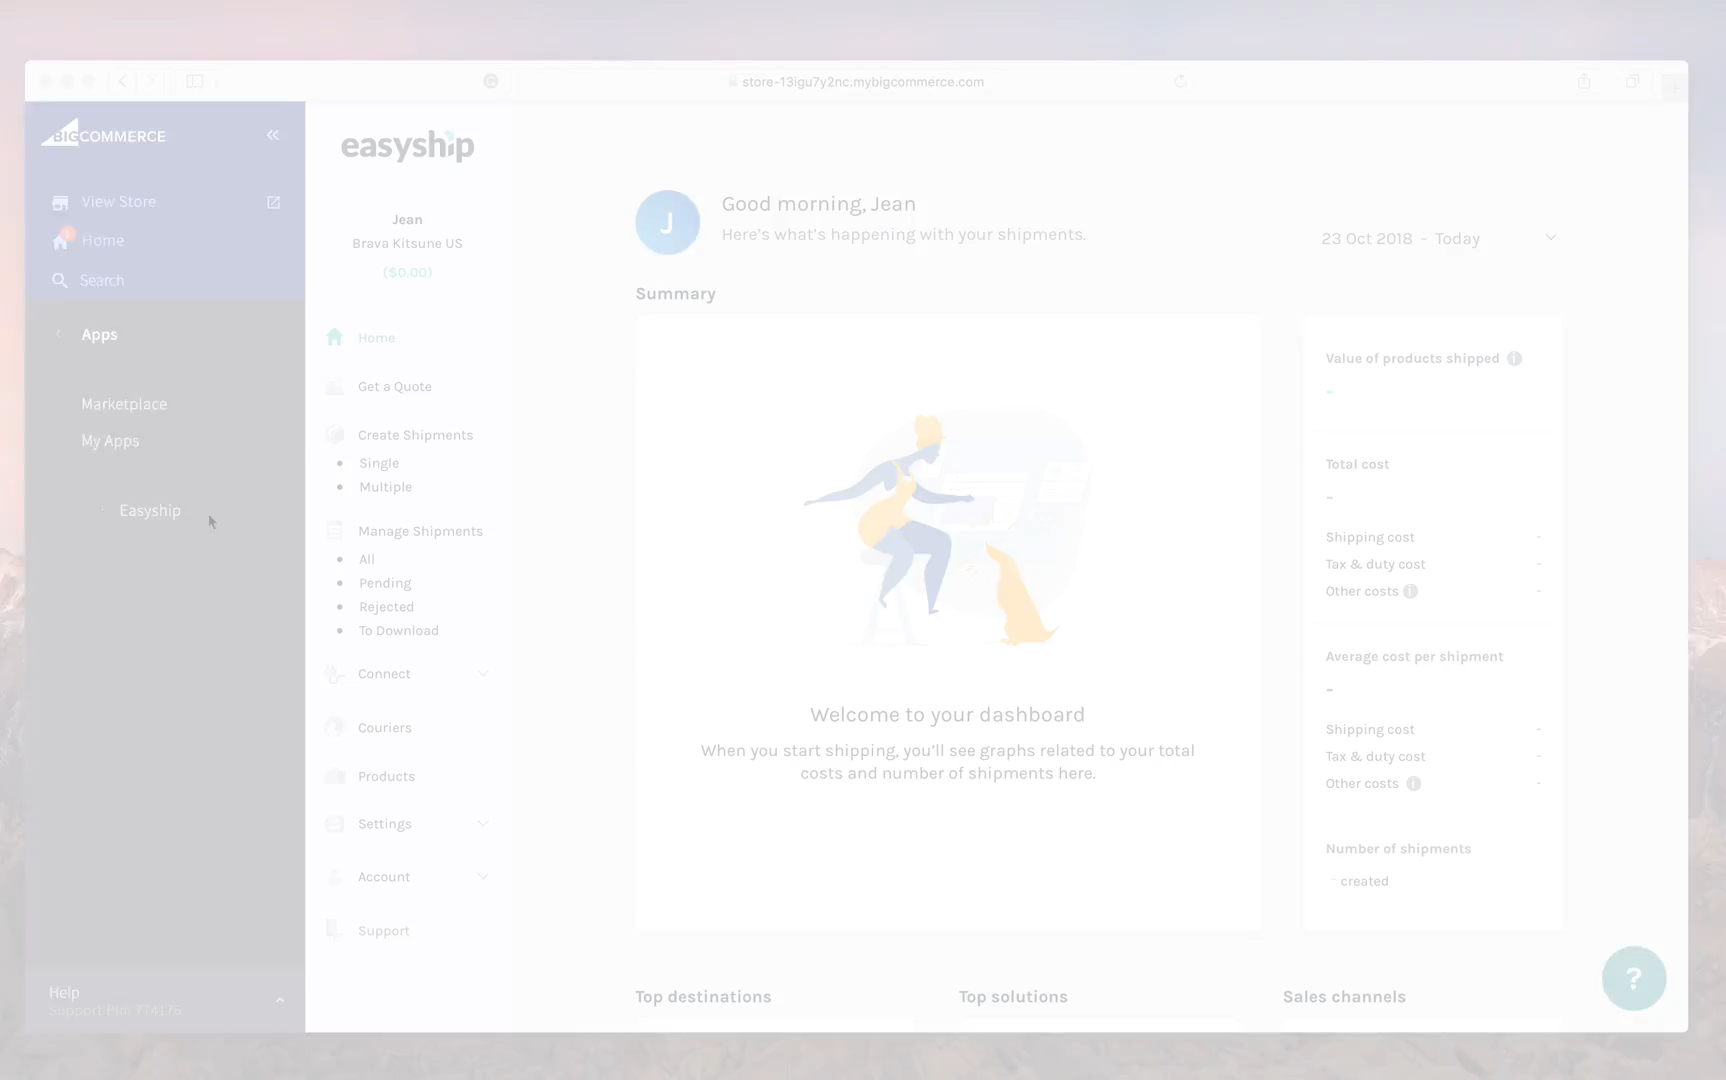 store-13igu7y2nc.mybigcommerce.com
BIGCOMMERCE
View Store
Home
Search
Apps
Marketplace
My Apps
Easyship
Help
easyship
Jean
Brava Kitsune US
($0.00)
Home
Get a Quote
Create Shipments
Single
Multiple
Manage Shipments
All
Pending
Rejected
To Download
Connect
Couriers
Products
Settings
Account
Support
J
Good morning, Jean
Here's what's happening with your shipments.
23 Oct 2018 - Today
Summary
Welcome to your dashboard
When you start shipping, you'll see graphs related to your total
costs and number of shipments here.
Value of products shipped
-
Total cost
-
Shipping cost -
Tax & duty cost -
Other costs -
Average cost per shipment
-
Shipping cost -
Tax & duty cost -
Other costs -
Number of shipments
- created
Top destinations
Top solutions
Sales channels
?